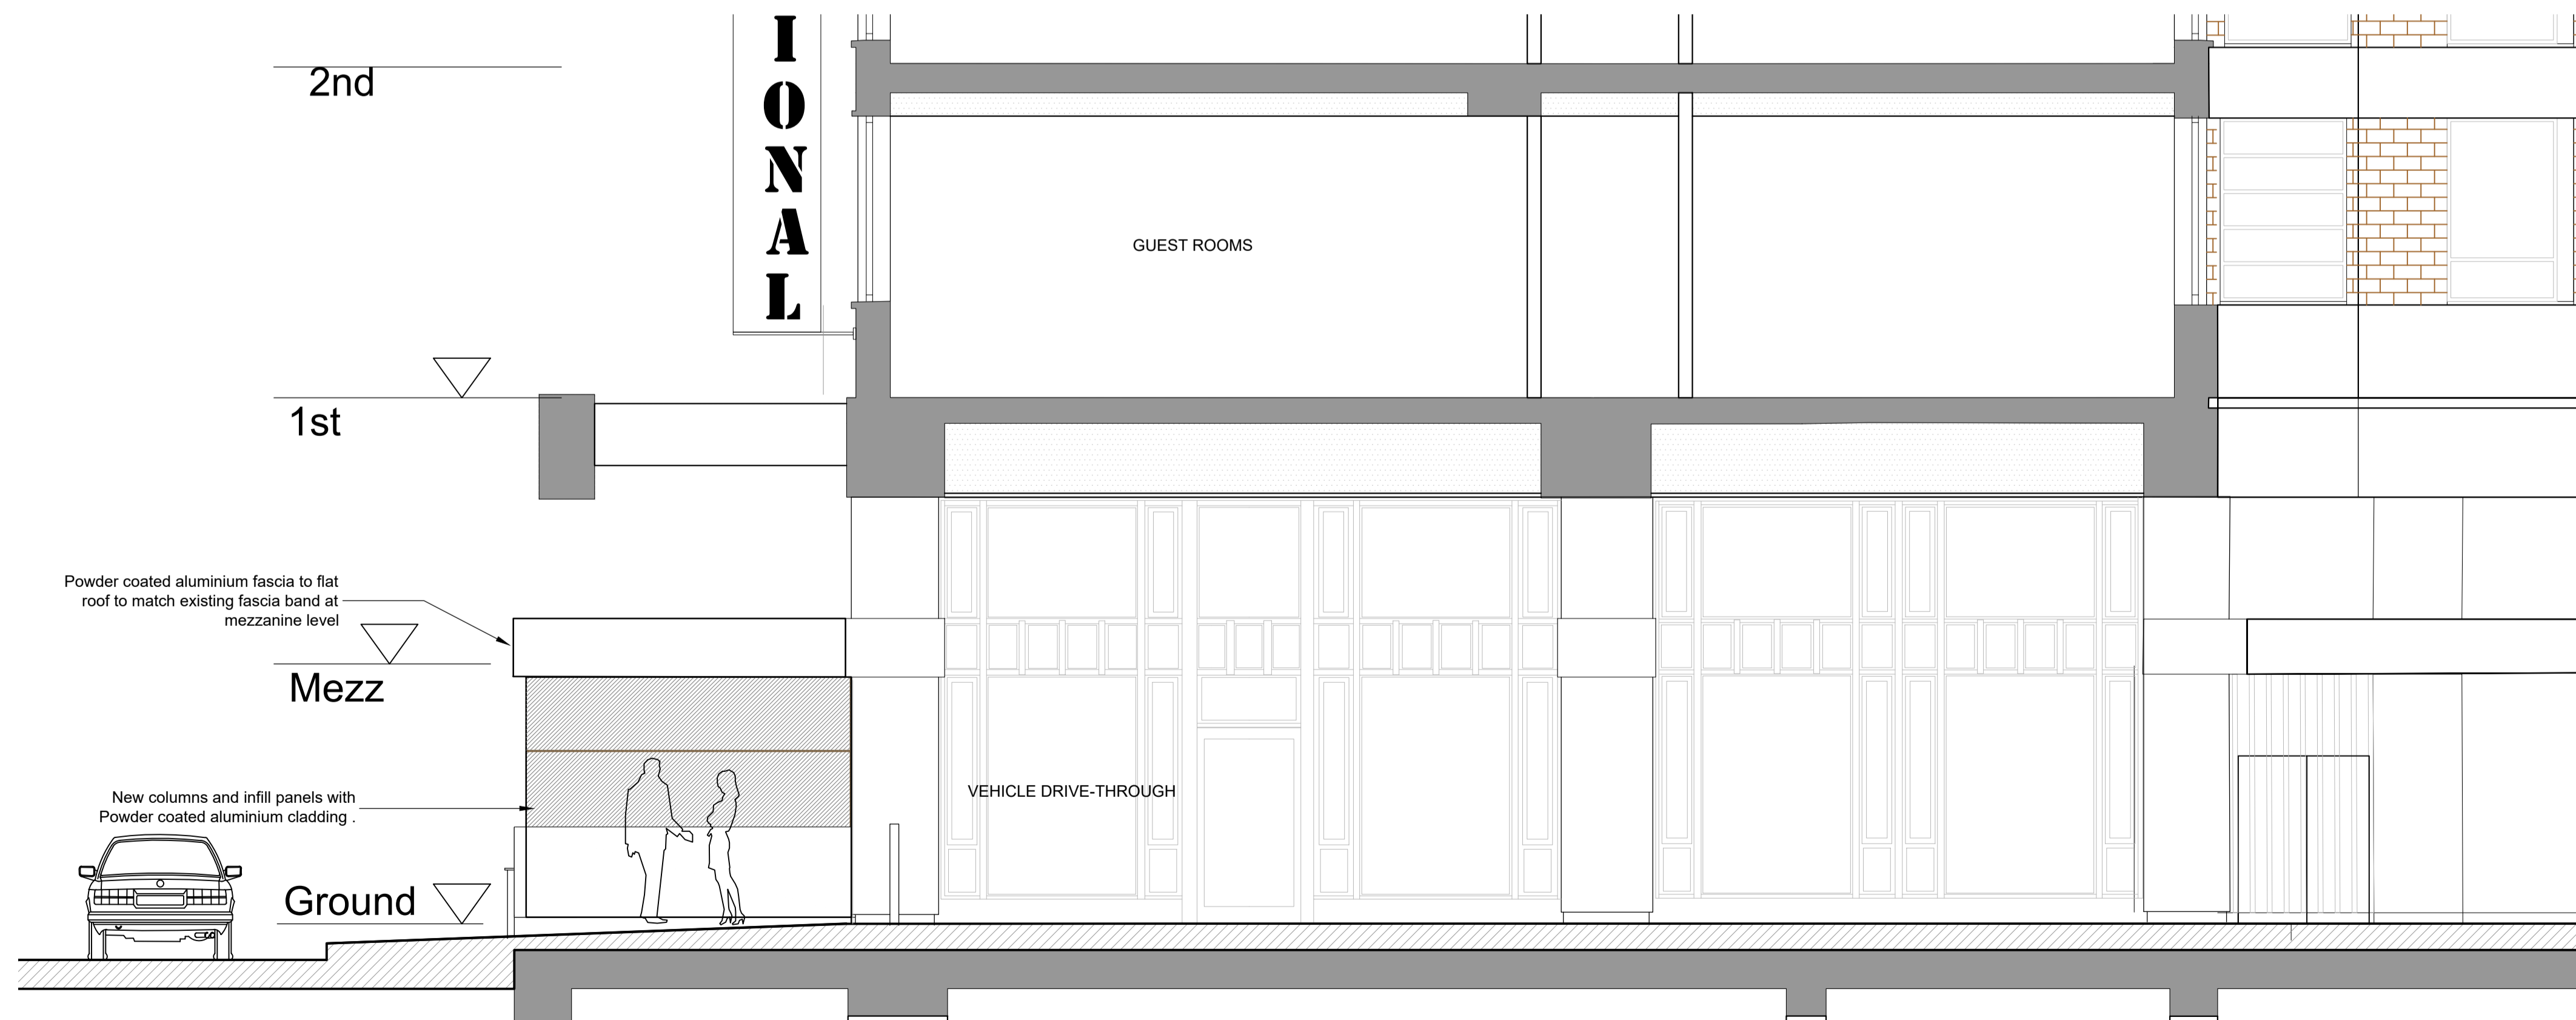 I
O
N
A
L
2nd
GUEST ROOMS
1st
Powder coated aluminium fascia to flat
roof to match existing fascia band at
mezzanine level
Mezz
New columns and infill panels with
Powder coated aluminium cladding .
VEHICLE DRIVE-THROUGH
Ground